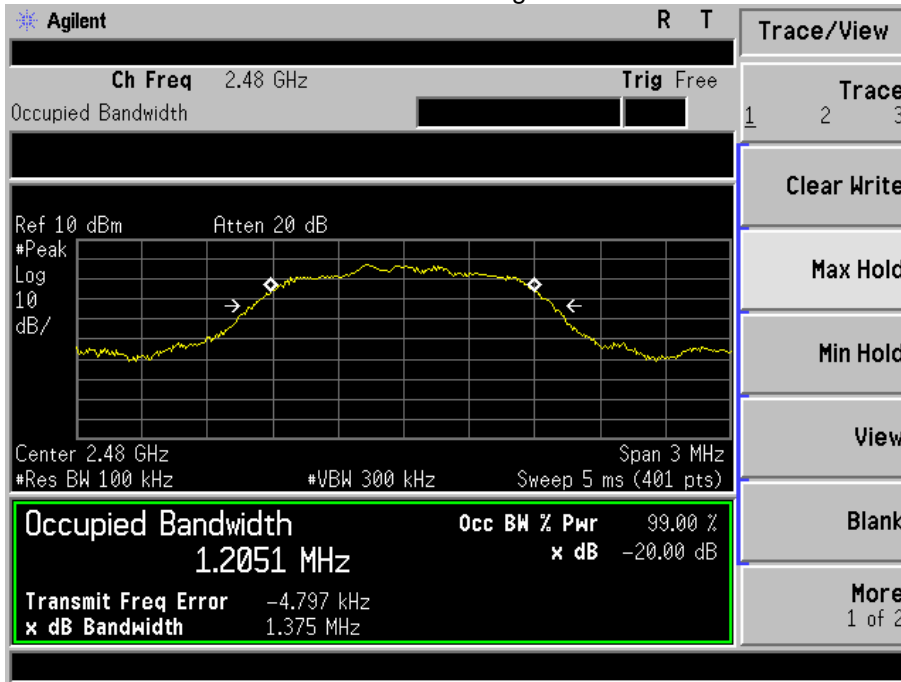 Agilent R T
Trace/View
Ch Freq 2.48 GHz Trig Free
Occupied Bandwidth
Trace
1 2 3
Clear Write
Ref 10 dBm Atten 20 dB
#Peak
Log
10
dB/
Max Hold
Min Hold
View
Center 2.48 GHz Span 3 MHz
#Res BW 100 kHz #VBW 300 kHz Sweep 5 ms (401 pts)
Occupied Bandwidth Occ BW % Pwr 99.00 %
1.2051 MHz x dB -20.00 dB
Blank
Transmit Freq Error -4.797 kHz
x dB Bandwidth 1.375 MHz
More
1 of 2